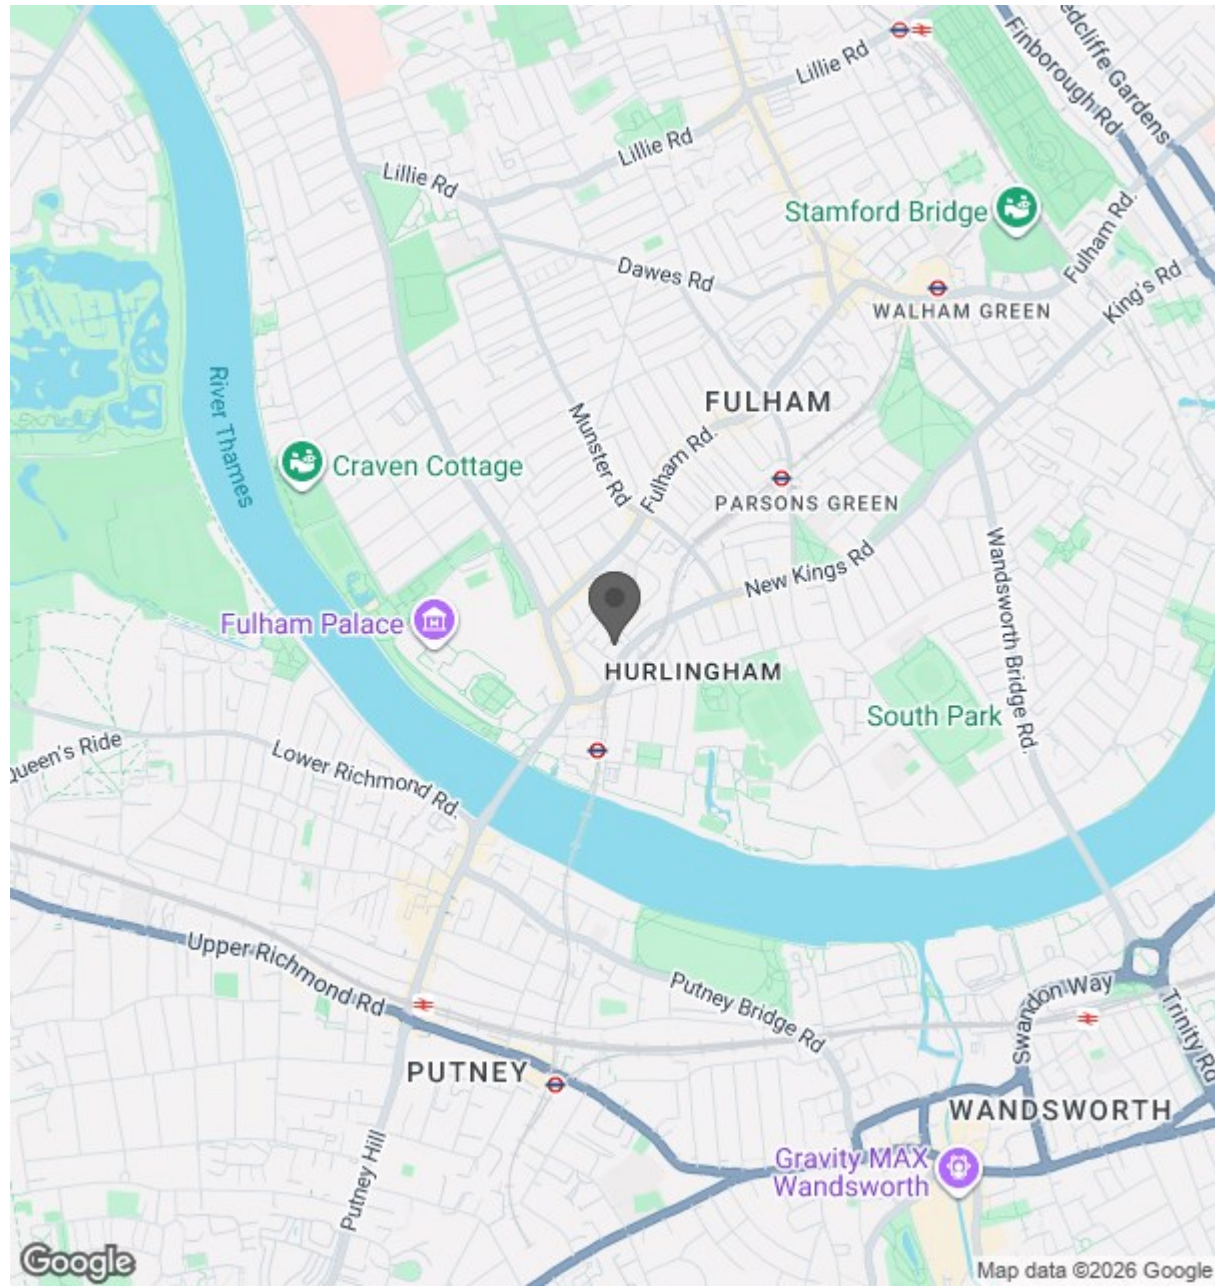 Lillie Rd
Finborough Rd
edcliffe Gardens
Lillie Rd
Lillie Rd
Stamford Bridge
Fulham Rd.
Dawes Rd
King's Rd
WALHAM GREEN
River Thames
FULHAM
Munster Rd
Fulham Rd.
Craven Cottage
PARSONS GREEN
New Kings Rd
Wandsworth Bridge Rd.
Fulham Palace
HURLINGHAM
South Park
Queen's Ride
Lower Richmond Rd.
Upper Richmond Rd
Putney Bridge Rd
Swandon Way
Trinity Rd
PUTNEY
WANDSWORTH
Putney Hill
Gravity MAX
Wandsworth
Google
Map data ©2026 Google